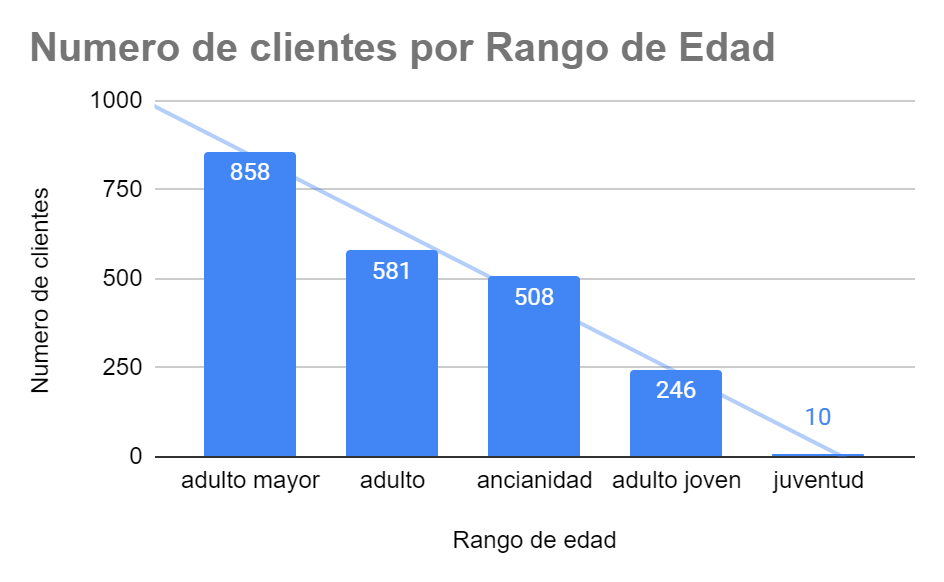 Numero de clientes por Rango de Edad
Numero de clientes
1000
750
500
250
0
858
581
508
246
10
adulto mayor
adulto
ancianidad
adulto joven
juventud
Rango de edad